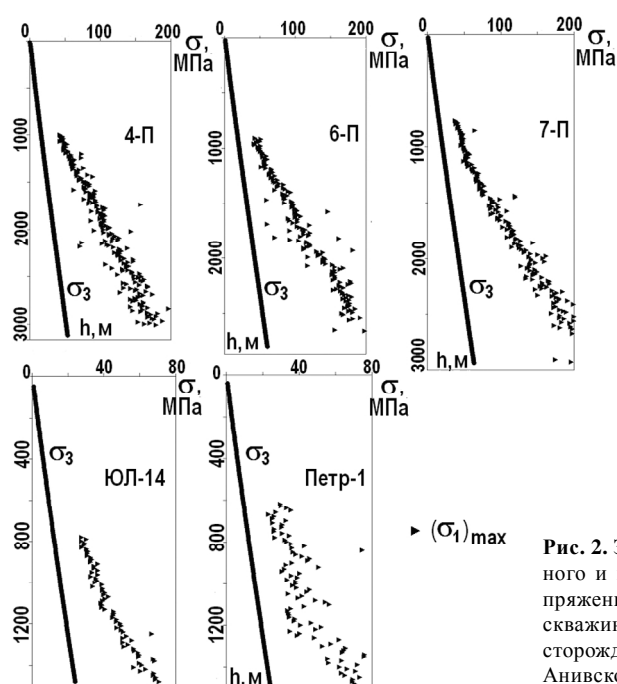 0 100 σ, 200
МПа
1000
2000
3000
4-П
σ3
h, м
0 100 σ, 200
МПа
1000
2000
6-П
σ3
h, м
0 100 σ, 200
МПа
1000
2000
3000
7-П
σ3
h, м
0 40 σ, 80
МПа
400
800
1200
σ3
ЮЛ-14
0 40 σ, 80
МПа
400
800
1200
σ3
Петр-1
h, м
(σ1)max
Рис. 2.
ного и
пряжени
скважин
сторожд
Анивско